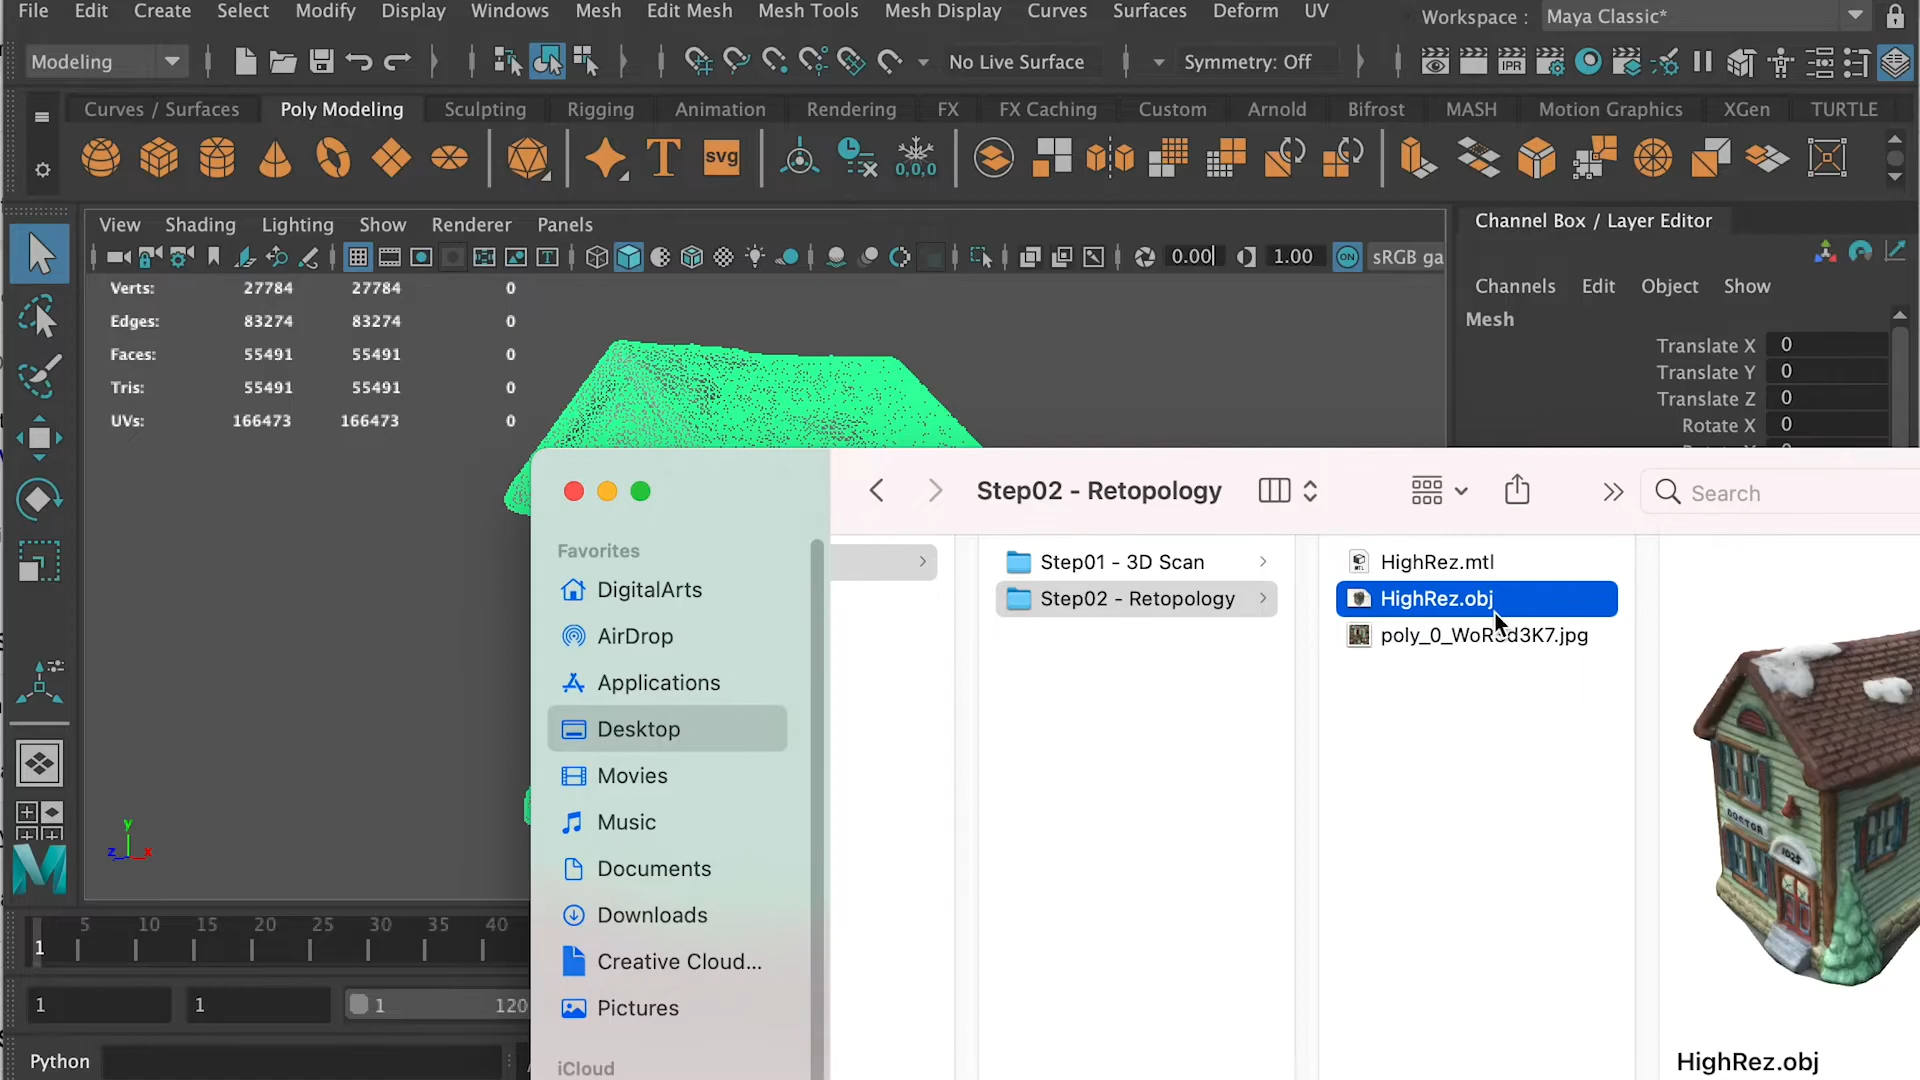 File Edit Create Select Modify Display Windows Mesh Edit Mesh Mesh Tools Mesh Display Curves Surfaces Deform UV Workspace : Maya Classic*
Modeling No Live Surface Symmetry: Off IPR
Curves / Surfaces Poly Modeling Sculpting Rigging Animation Rendering FX FX Caching Custom Arnold Bifrost MASH Motion Graphics XGen TURTLE
T svg 0,0,0
View Shading Lighting Show Renderer Panels
0.00 1.00 ON sRGB ga
Verts: 27784 27784 0
Edges: 83274 83274 0
Faces: 55491 55491 0
Tris: 55491 55491 0
UVs: 166473 166473 0
Channel Box / Layer Editor
Channels Edit Object Show
Mesh
Translate X 0
Translate Y 0
Translate Z 0
Rotate X 0
Step02 - Retopology
Search
Favorites
DigitalArts
AirDrop
Applications
Desktop
Movies
Music
Documents
Downloads
Creative Cloud...
Pictures
iCloud
Step01 - 3D Scan
Step02 - Retopology
HighRez.mtl
HighRez.obj
DOCTOR
1025
HighRez.obj
y
z x
5 10 15 20 25 30 35 40
1
1 1 1 120
Python